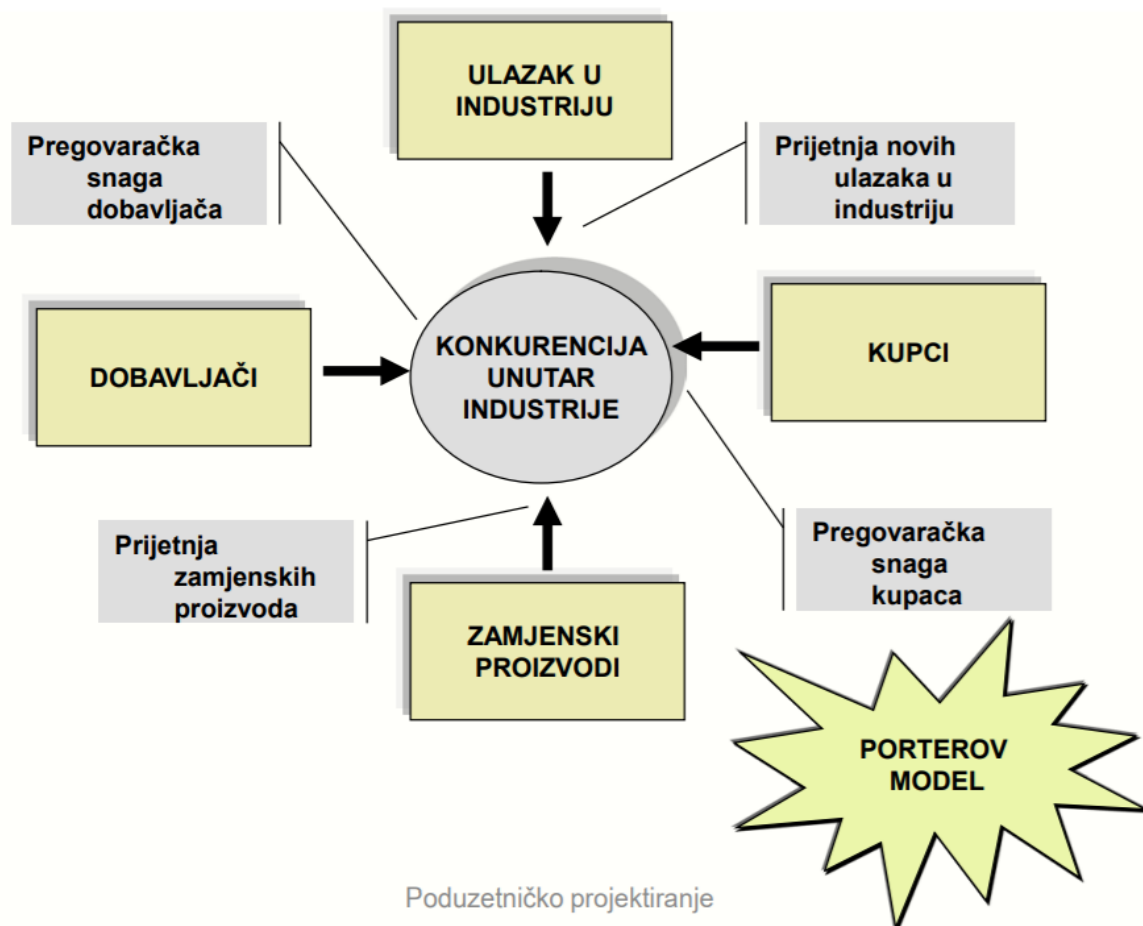 ULAZAK U
INDUSTRIJU
Pregovaračka
snaga
dobavljača
Prijetnja novih
ulazaka u
industriju
DOBAVLJAČI
KONKURENCIJA
UNUTAR
INDUSTRIJE
KUPCI
Prijetnja
zamjenskih
proizvoda
Pregovaračka
snaga
kupaca
ZAMJENSKI
PROIZVODI
PORTEROV
MODEL
Poduzetničko projektiranje